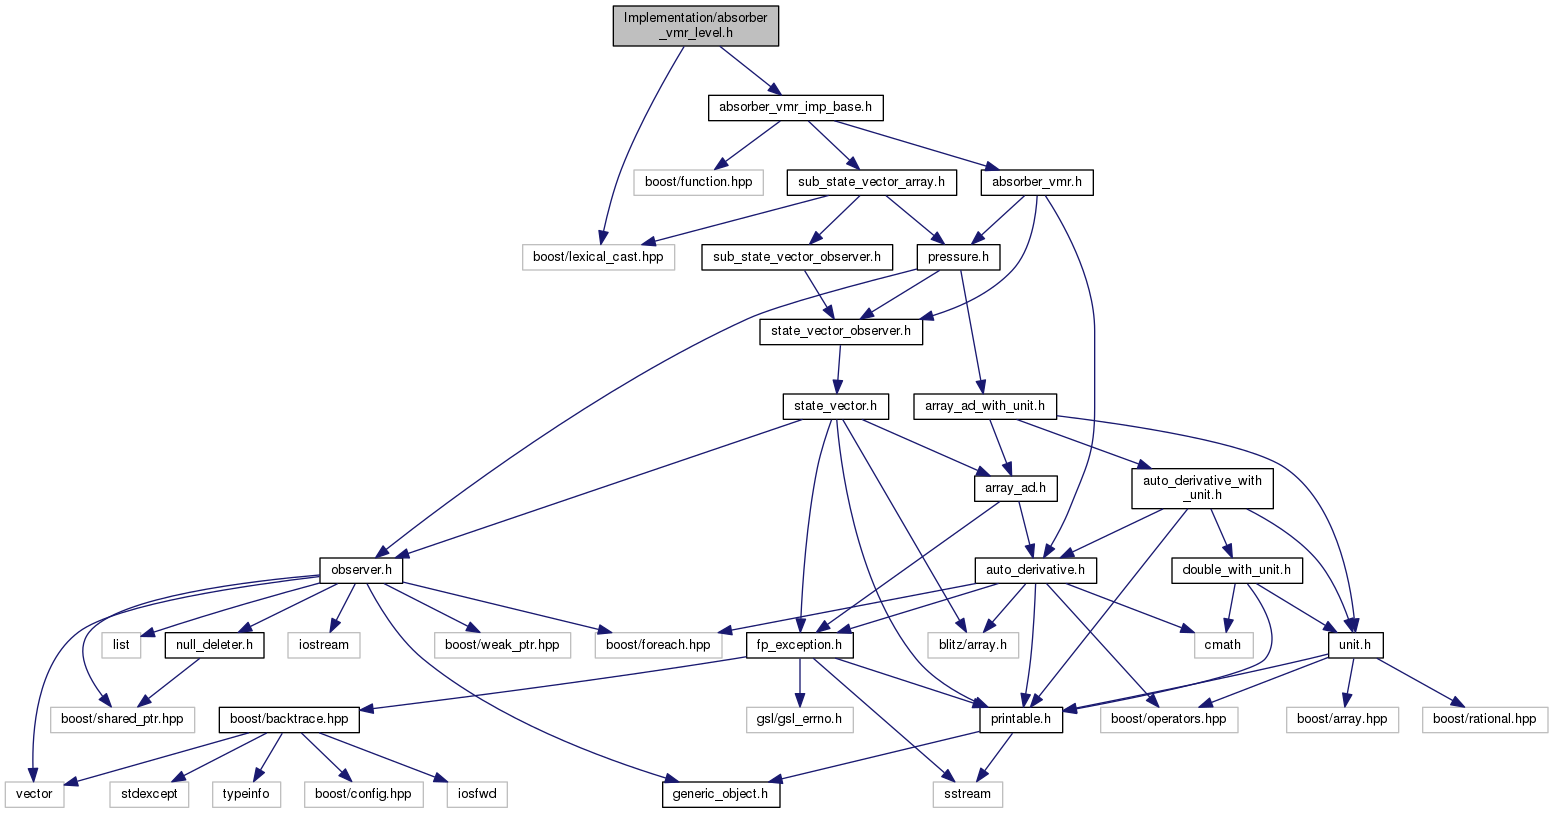 Implementation/absorber
_vmr_level.h
absorber_vmr_imp_base.h
boost/function.hpp
sub_state_vector_array.h
absorber_vmr.h
boost/lexical_cast.hpp
sub_state_vector_observer.h
pressure.h
state_vector_observer.h
state_vector.h
array_ad_with_unit.h
array_ad.h
auto_derivative_with
_unit.h
observer.h
auto_derivative.h
double_with_unit.h
list
null_deleter.h
iostream
boost/weak_ptr.hpp
boost/foreach.hpp
fp_exception.h
blitz/array.h
cmath
unit.h
boost/shared_ptr.hpp
boost/backtrace.hpp
gsl/gsl_errno.h
printable.h
boost/operators.hpp
boost/array.hpp
boost/rational.hpp
vector
stdexcept
typeinfo
boost/config.hpp
iosfwd
generic_object.h
sstream